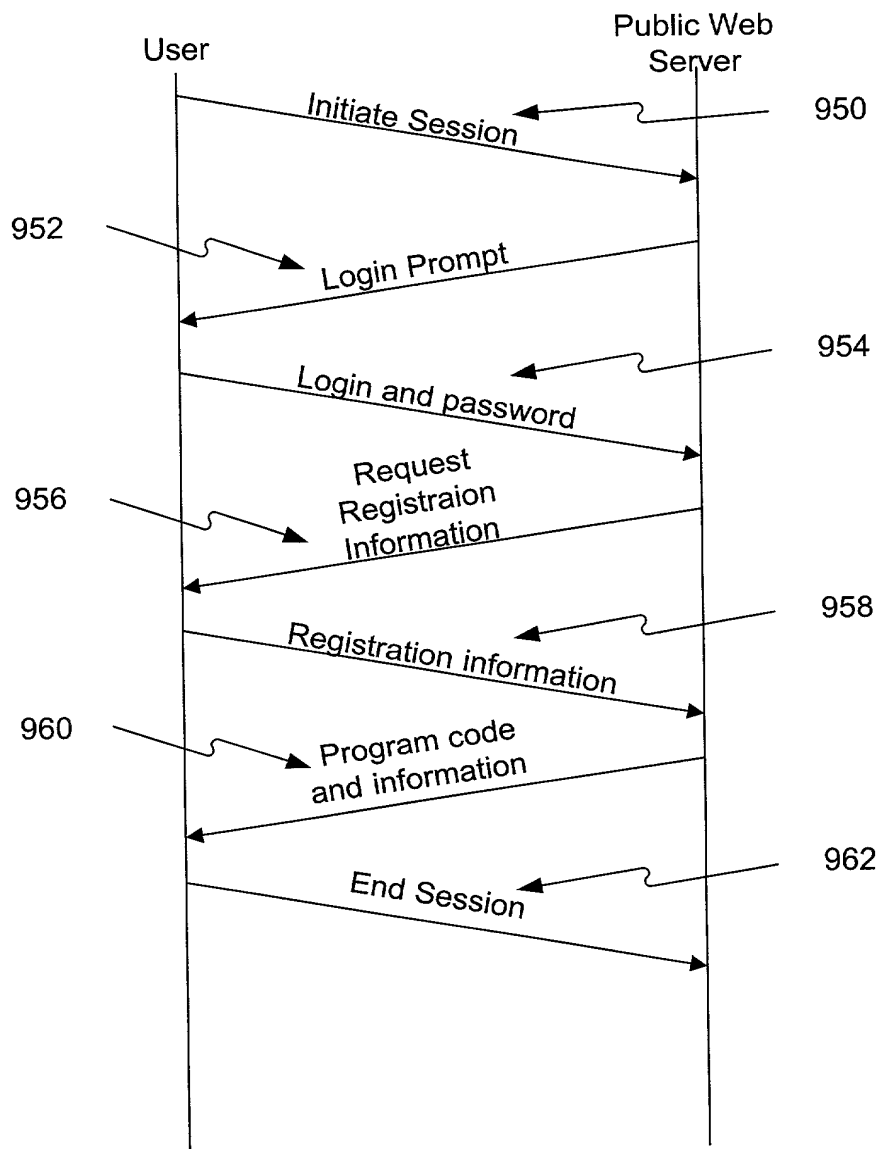 User
Public Web
Server
Initiate Session
950
952
Login Prompt
954
Login and password
956
Request
Registraion
Information
958
Registration information
960
Program code
and information
962
End Session